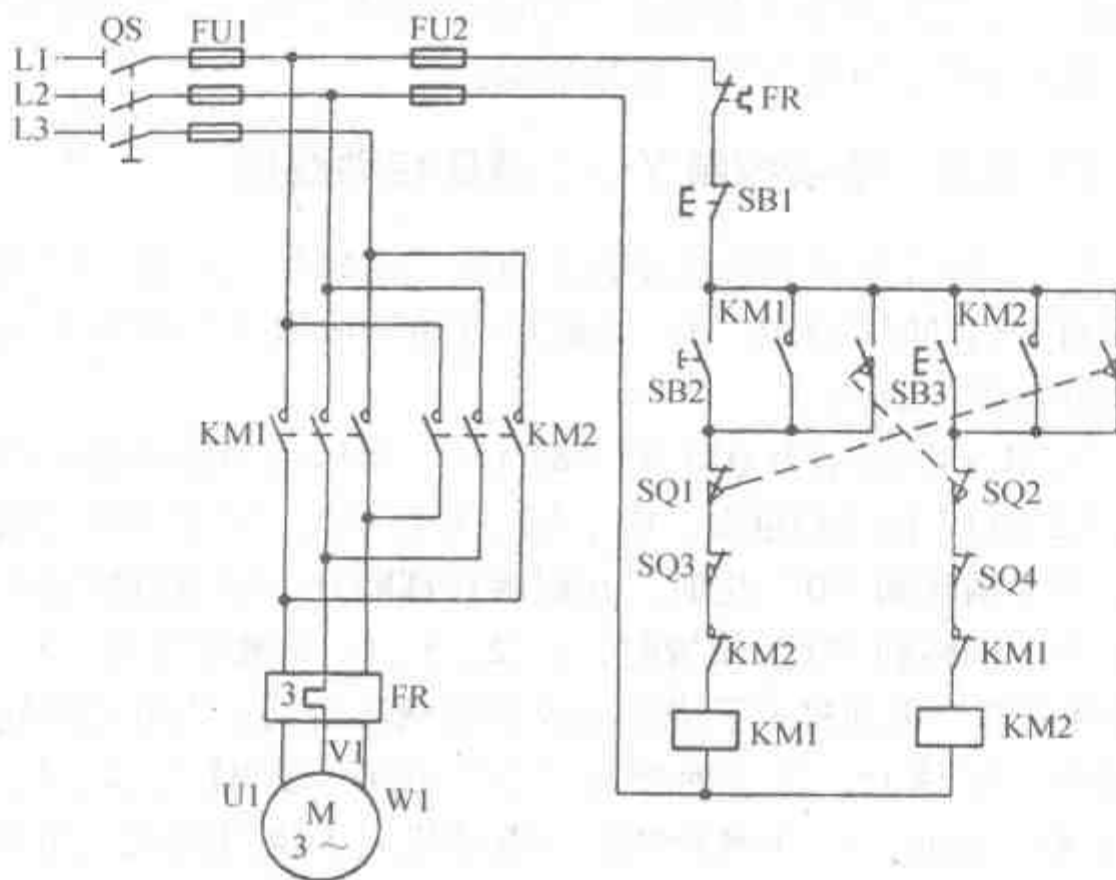 QS FU1 FU2
L1
L2
L3
FR
SB1
KM1 KM2
SB2 SB3
KM1 KM2
SQ1 SQ2
SQ3 SQ4
KM2 KM1
3 FR
KM1 KM2
V1
U1 W1
M
3 ~